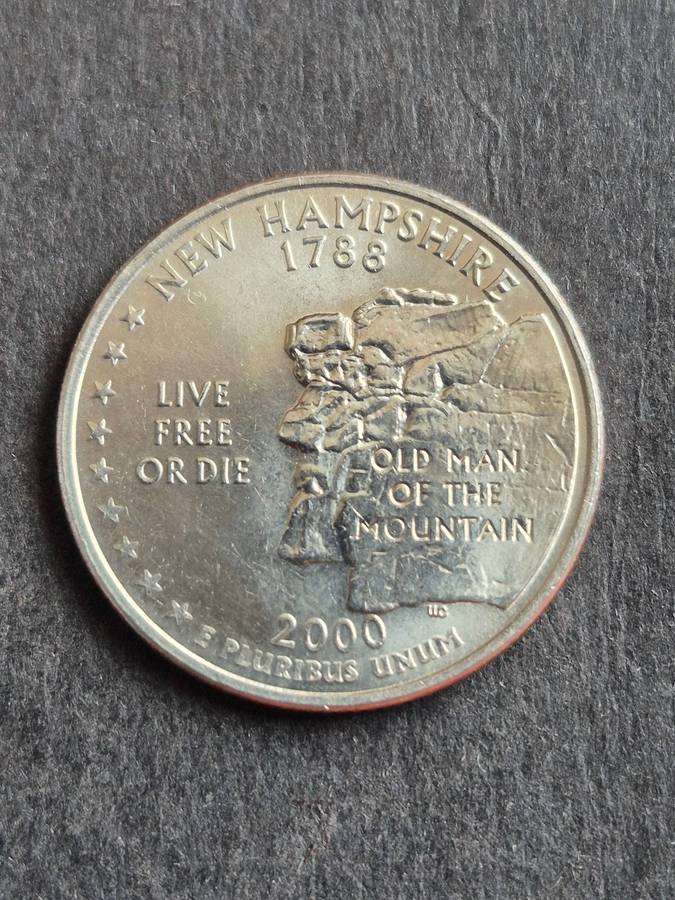 NEW HAMPSHIRE
1788
LIVE
FREE
OR DIE
OLD MAN
OF THE
MOUNTAIN
2000
E PLURIBUS UNUM